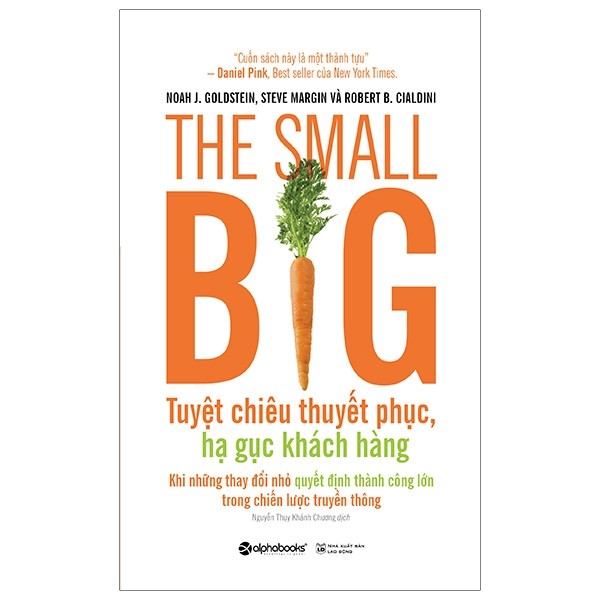 “Cuốn sách này là một thành tựu”
– Daniel Pink, Best seller của New York Times.
NOAH J. GOLDSTEIN, STEVE MARGIN VÀ ROBERT B. CIALDINI
THE SMALL
BIG
Tuyệt chiêu thuyết phục,
hạ gục khách hàng
Khi những thay đổi nhỏ quyết định thành công lớn
trong chiến lược truyền thông
Nguyễn Thụy Khánh Chương dịch
alphabooks
NHÀ XUẤT BẢN
LAO ĐỘNG